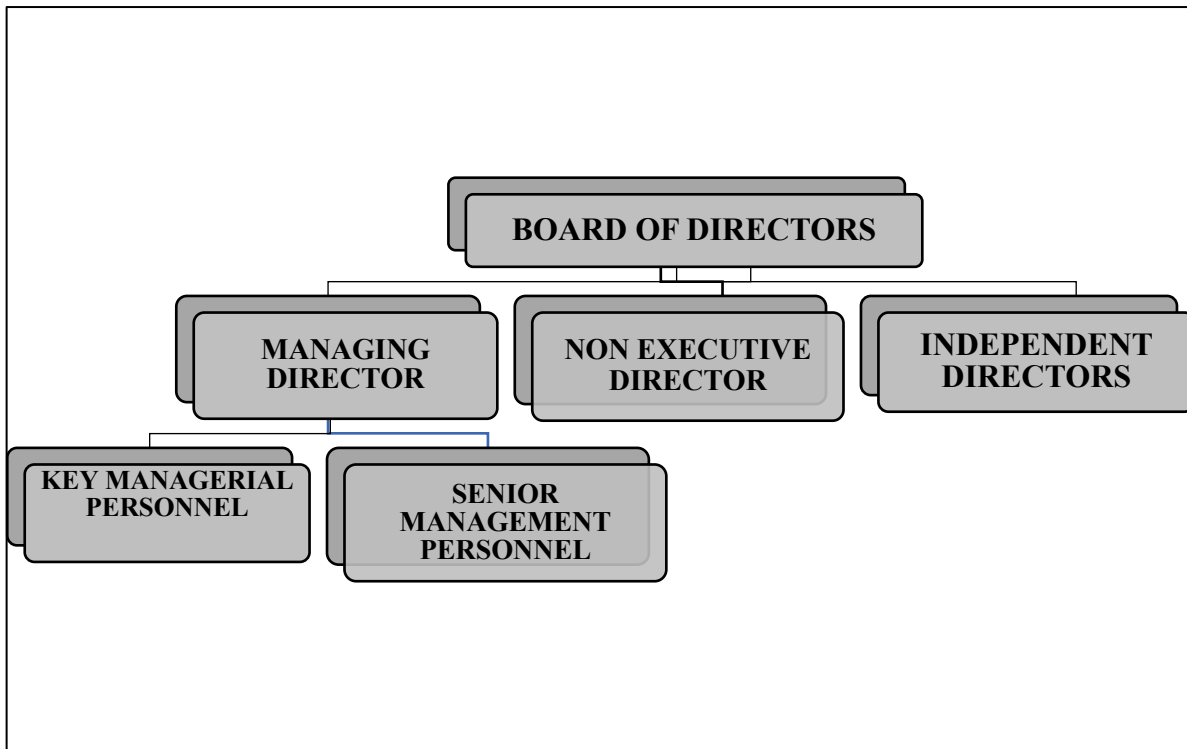 BOARD OF DIRECTORS
MANAGING
DIRECTOR
NON EXECUTIVE
DIRECTOR
INDEPENDENT
DIRECTORS
KEY MANAGERIAL
PERSONNEL
SENIOR
MANAGEMENT
PERSONNEL